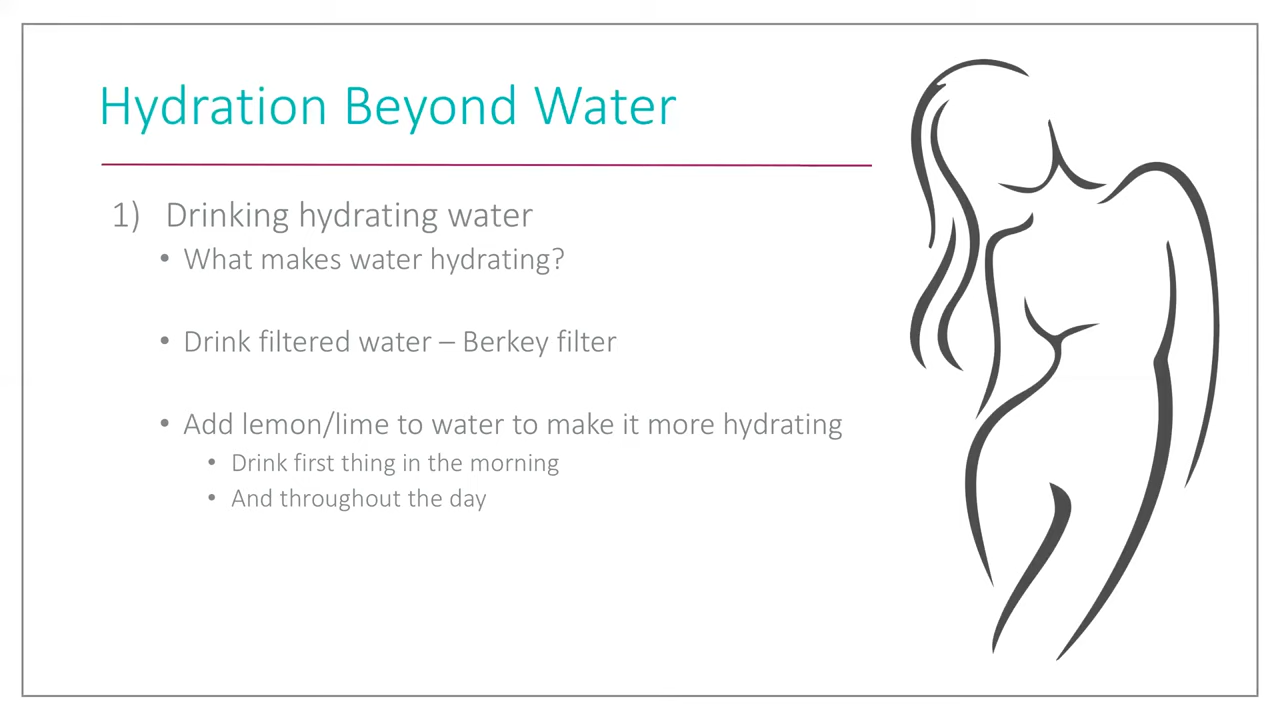 Hydration Beyond Water
1) Drinking hydrating water
• What makes water hydrating?
• Drink filtered water – Berkey filter
• Add lemon/lime to water to make it more hydrating
• Drink first thing in the morning
• And throughout the day